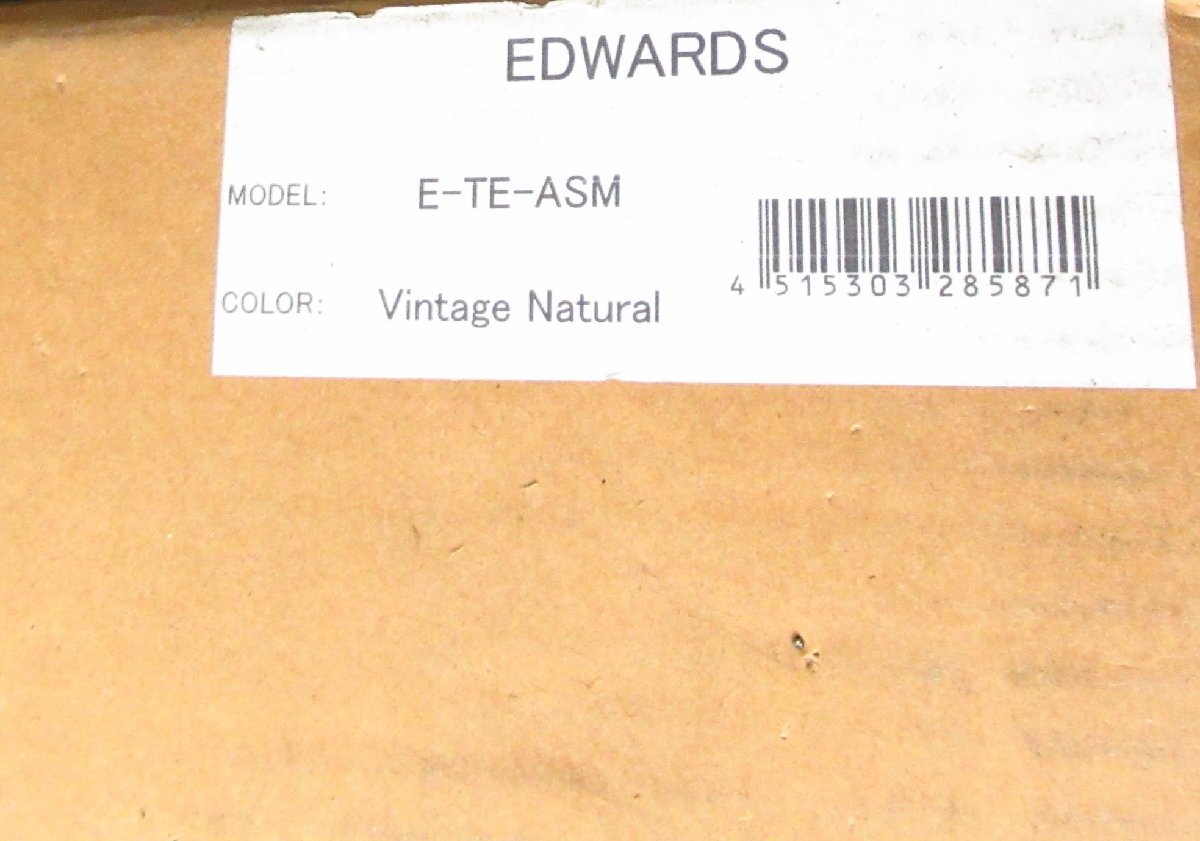 EDWARDS
MODEL: E-TE-ASM
COLOR: Vintage Natural
4 515303 285871